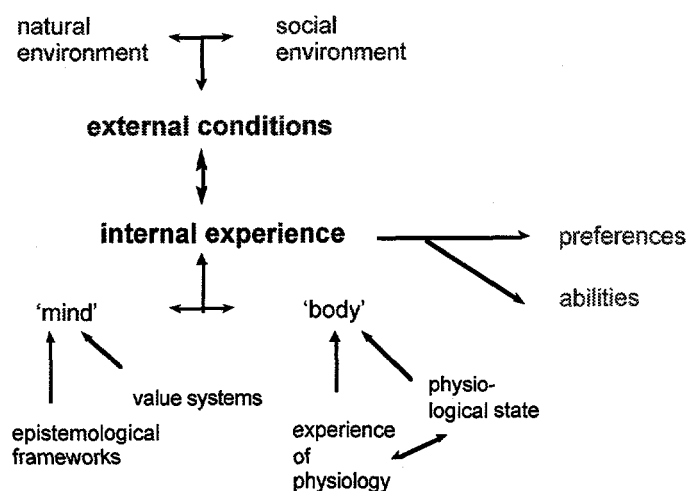 natural
environment
social
environment
external conditions
internal experience
preferences
abilities
'mind'
'body'
value systems
epistemological
frameworks
physio-
logical state
experience
of
physiology